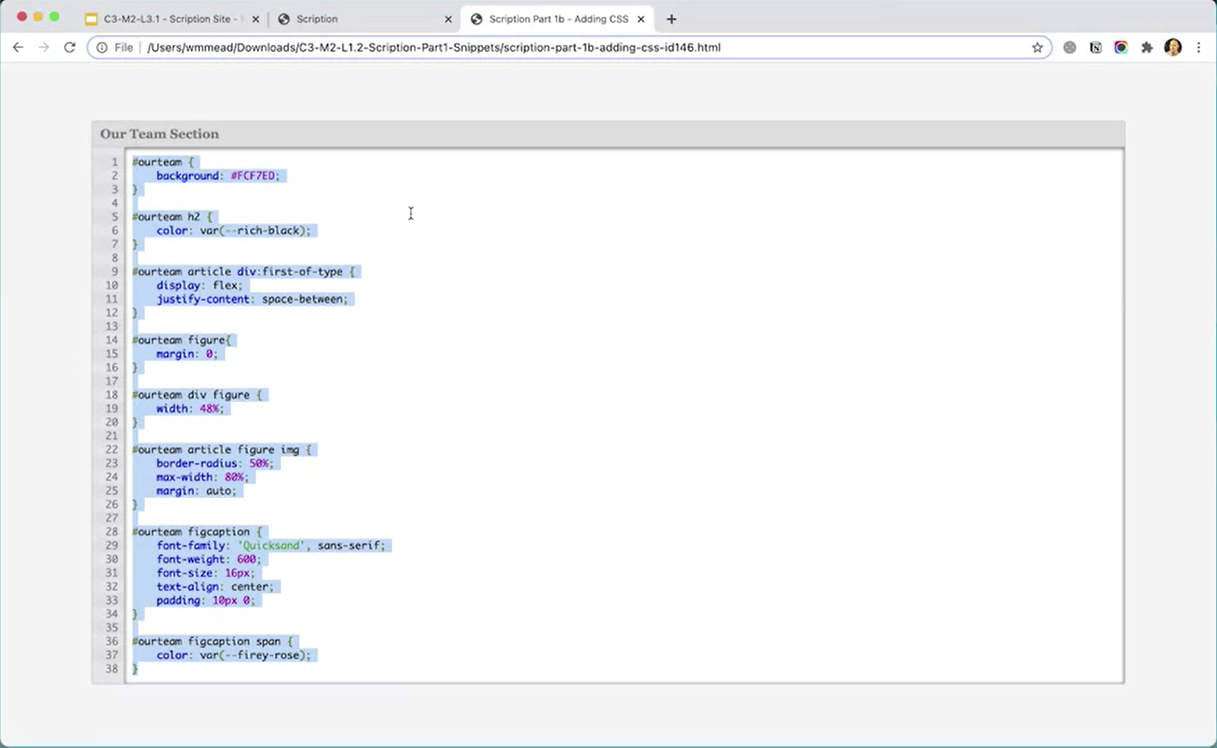 C3-M2-L3.1 - Scription Site -
Scription
Scription Part 1b - Adding CSS
File
/Users/wmmead/Downloads/C3-M2-L1.2-Scription-Part1-Snippets/scription-part-1b-adding-css-id146.html
Our Team Section
1 #ourteam {
2 background: #FCF7ED;
3 }
4
5 #ourteam h2 {
6 color: var(--rich-black);
7 }
8
9 #ourteam article div:first-of-type {
10 display: flex;
11 justify-content: space-between;
12 }
13
14 #ourteam figure{
15 margin: 0;
16 }
17
18 #ourteam div figure {
19 width: 48%;
20 }
21
22 #ourteam article figure img {
23 border-radius: 50%;
24 max-width: 80%;
25 margin: auto;
26 }
27
28 #ourteam figcaption {
29 font-family: 'Quicksand', sans-serif;
30 font-weight: 600;
31 font-size: 16px;
32 text-align: center;
33 padding: 10px 0;
34 }
35
36 #ourteam figcaption span {
37 color: var(--firey-rose);
38 }